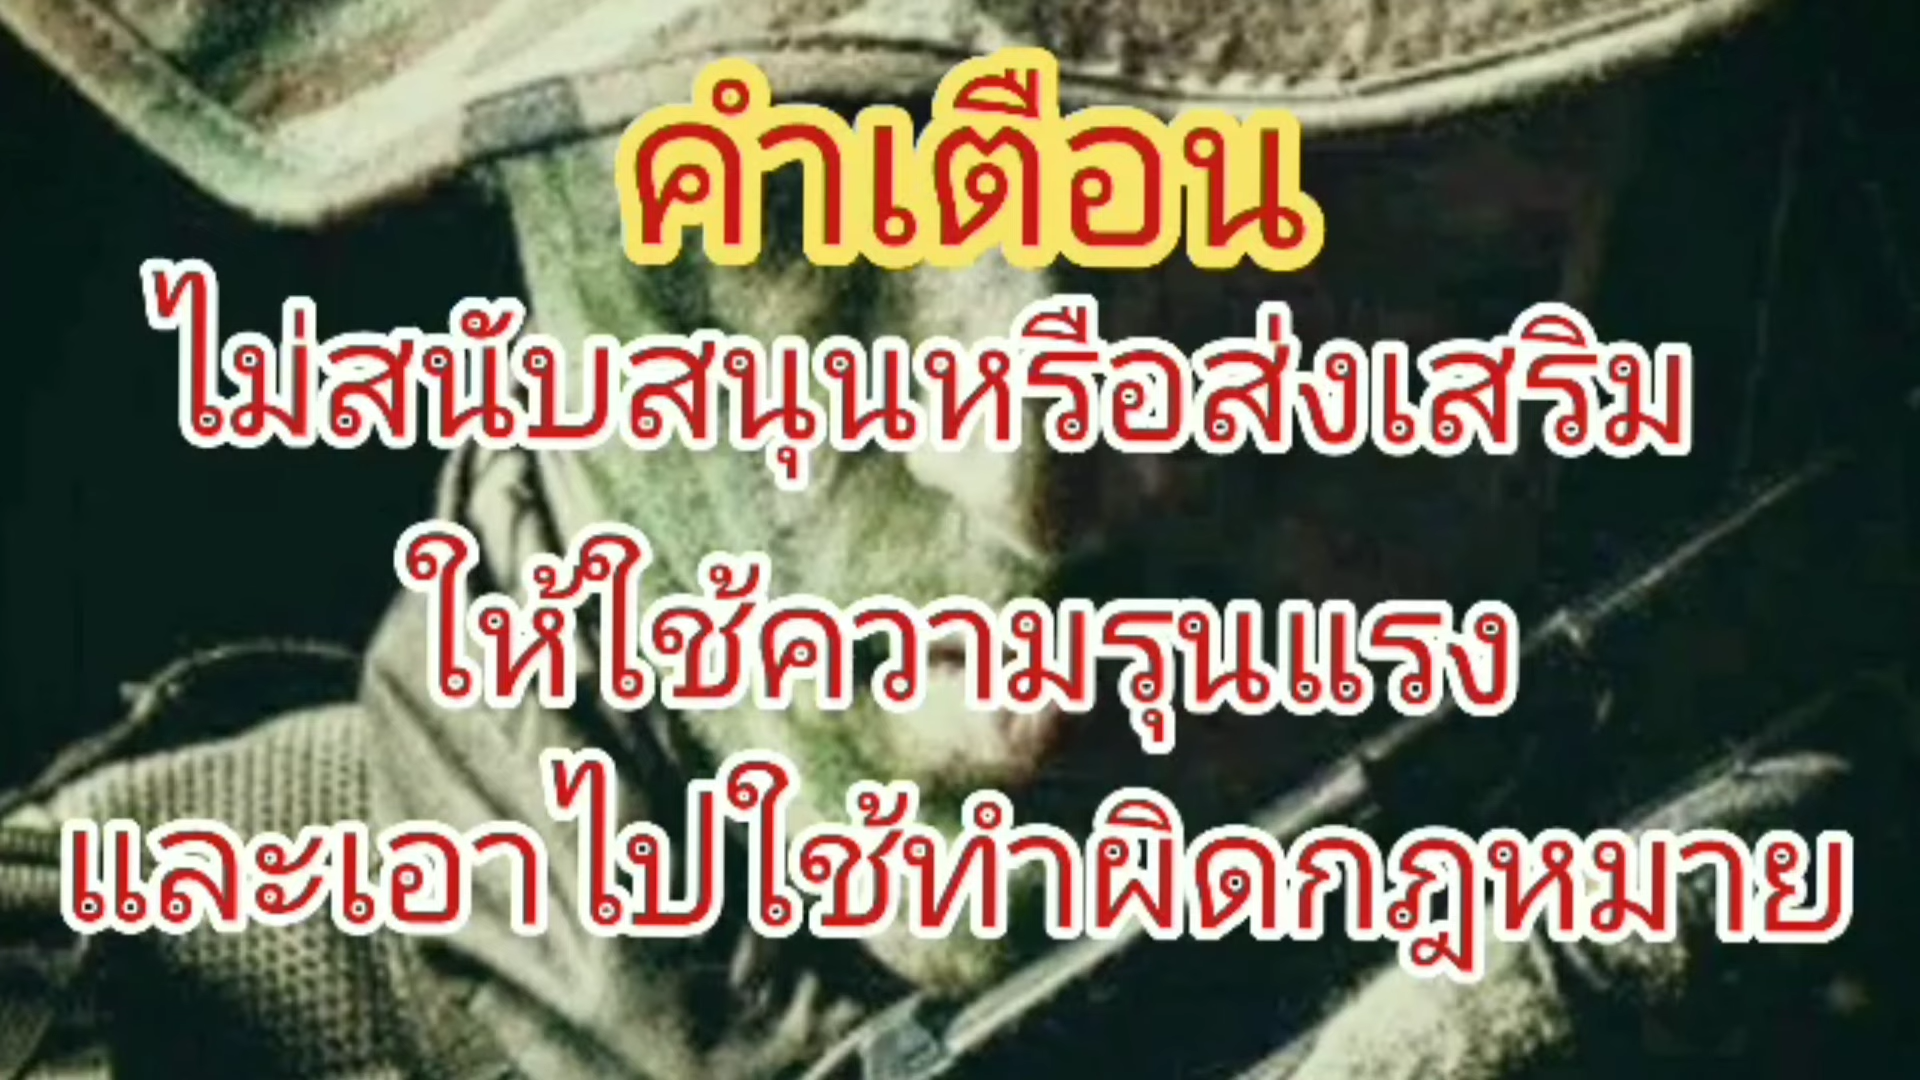 คำเตือน
ไม่สนับสนุนหรือส่งเสริม
ให้ใช้ความรุนแรง
และเอาไปใช้ทำผิดกฎหมาย